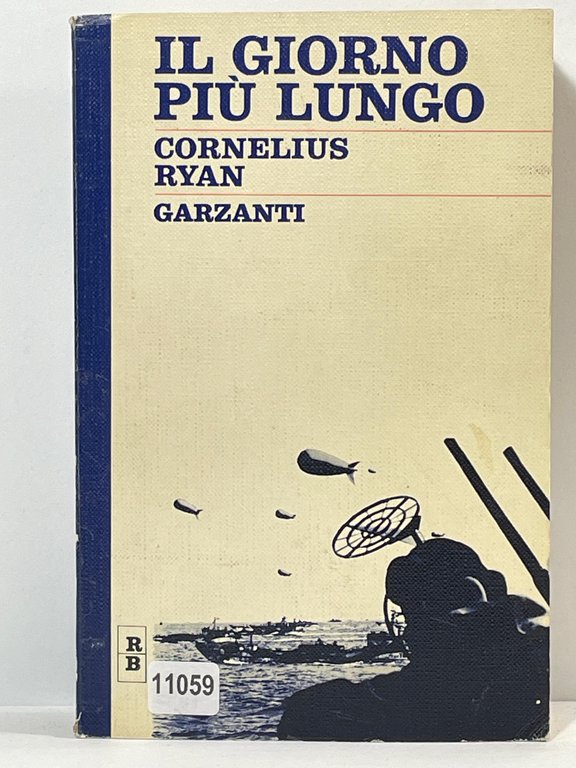 IL GIORNO
PIÙ LUNGO
CORNELIUS
RYAN
GARZANTI
R
B
11059